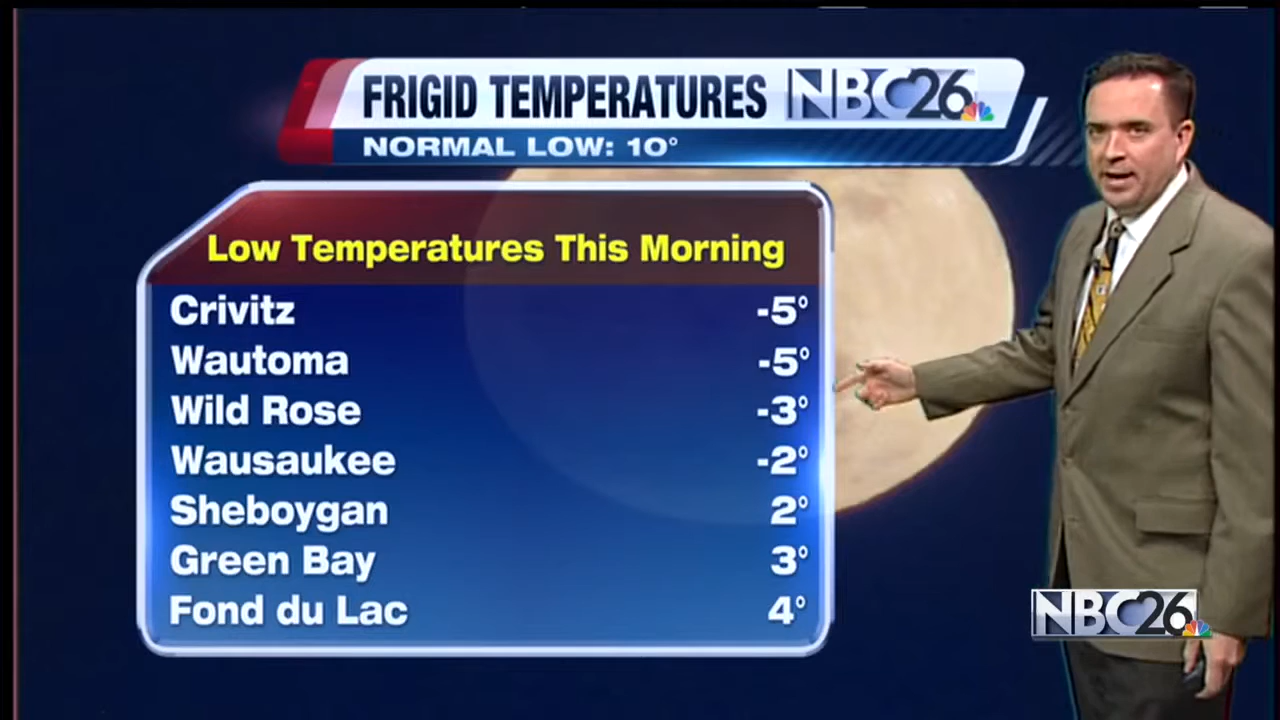 FRIGID TEMPERATURES NBC26
NORMAL LOW: 10°
Low Temperatures This Morning
Crivitz -5°
Wautoma -5°
Wild Rose -3°
Wausaukee -2°
Sheboygan 2°
Green Bay 3°
Fond du Lac 4°
NBC26